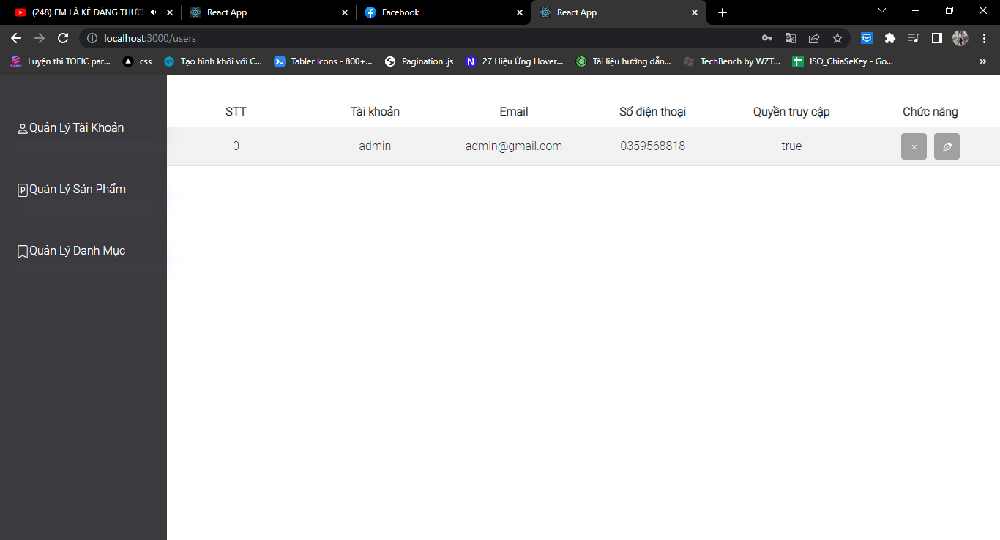 (248) EM LÀ KẺ ĐÁNG THƯƠ
React App
Facebook
React App
localhost:3000/users
Luyện thi TOEIC par...
css
Tạo hình khối với C...
Tabler Icons - 800+...
Pagination .js
27 Hiệu Ứng Hover...
Tài liệu hướng dẫn...
TechBench by WZT...
ISO_ChiaSeKey - Go...
»
Quản Lý Tài Khoản
Quản Lý Sản Phẩm
Quản Lý Danh Mục
STT Tài khoản Email Số điện thoại Quyền truy cập Chức năng
0 admin admin@gmail.com 0359568818 true